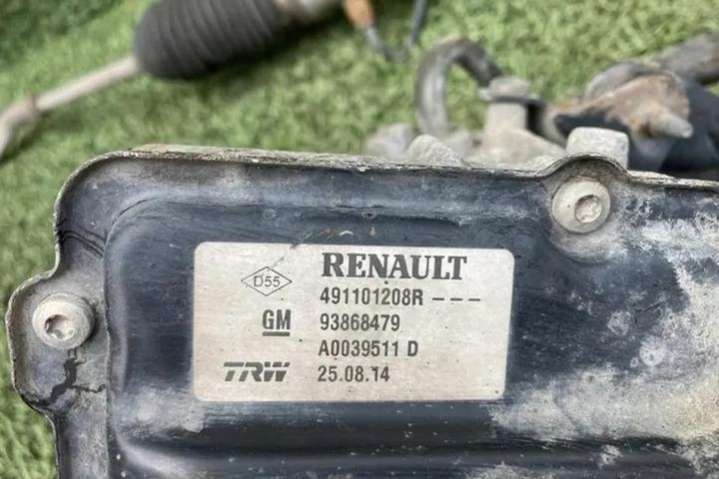 D55 RENAULT
491101208R ---
GM 93868479
A0039511 D
TRW 25.08.14